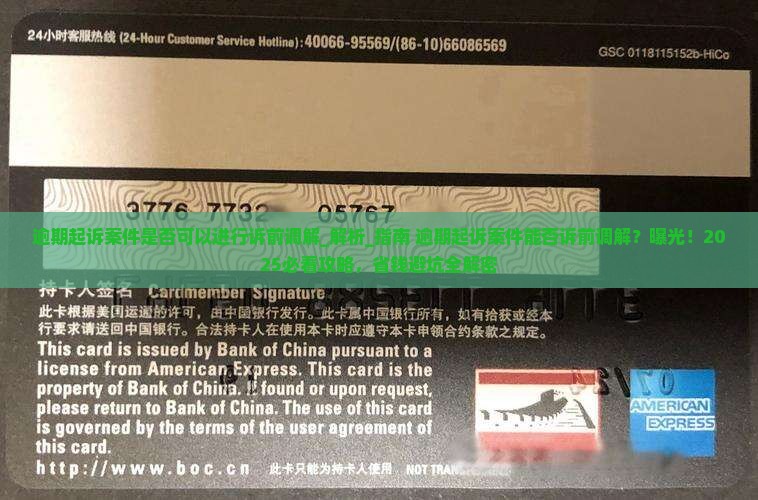 24小时客服热线 (24-Hour Customer Service Hotline):40066-95569/(86-10)66086569
GSC 0118115152b-HiCo
3776 7732 05767
逾期起诉案件是否可以进行诉前调解_解析_指南 逾期起诉案件能否诉前调解？曝光！20
25必看攻略，省钱避坑全解密
持卡人签名 Cardmember Signature
此卡根据美国运通的许可，由中国银行发行。此卡属中国银行所有，如有拾获或经本
行要求请送回中国银行。合法持卡人在使用本卡时应遵守本卡申领合约条款之规定。
This card is issued by Bank of China pursuant to a
license from American Express. This card is the
property of Bank of China. If found or upon request,
please return to Bank of China. The use of this card
is governed by the terms of the user agreement of
this card.
AMERICAN
EXPRESS
http://www.boc.cn 此卡只能为持卡人使用 NOT